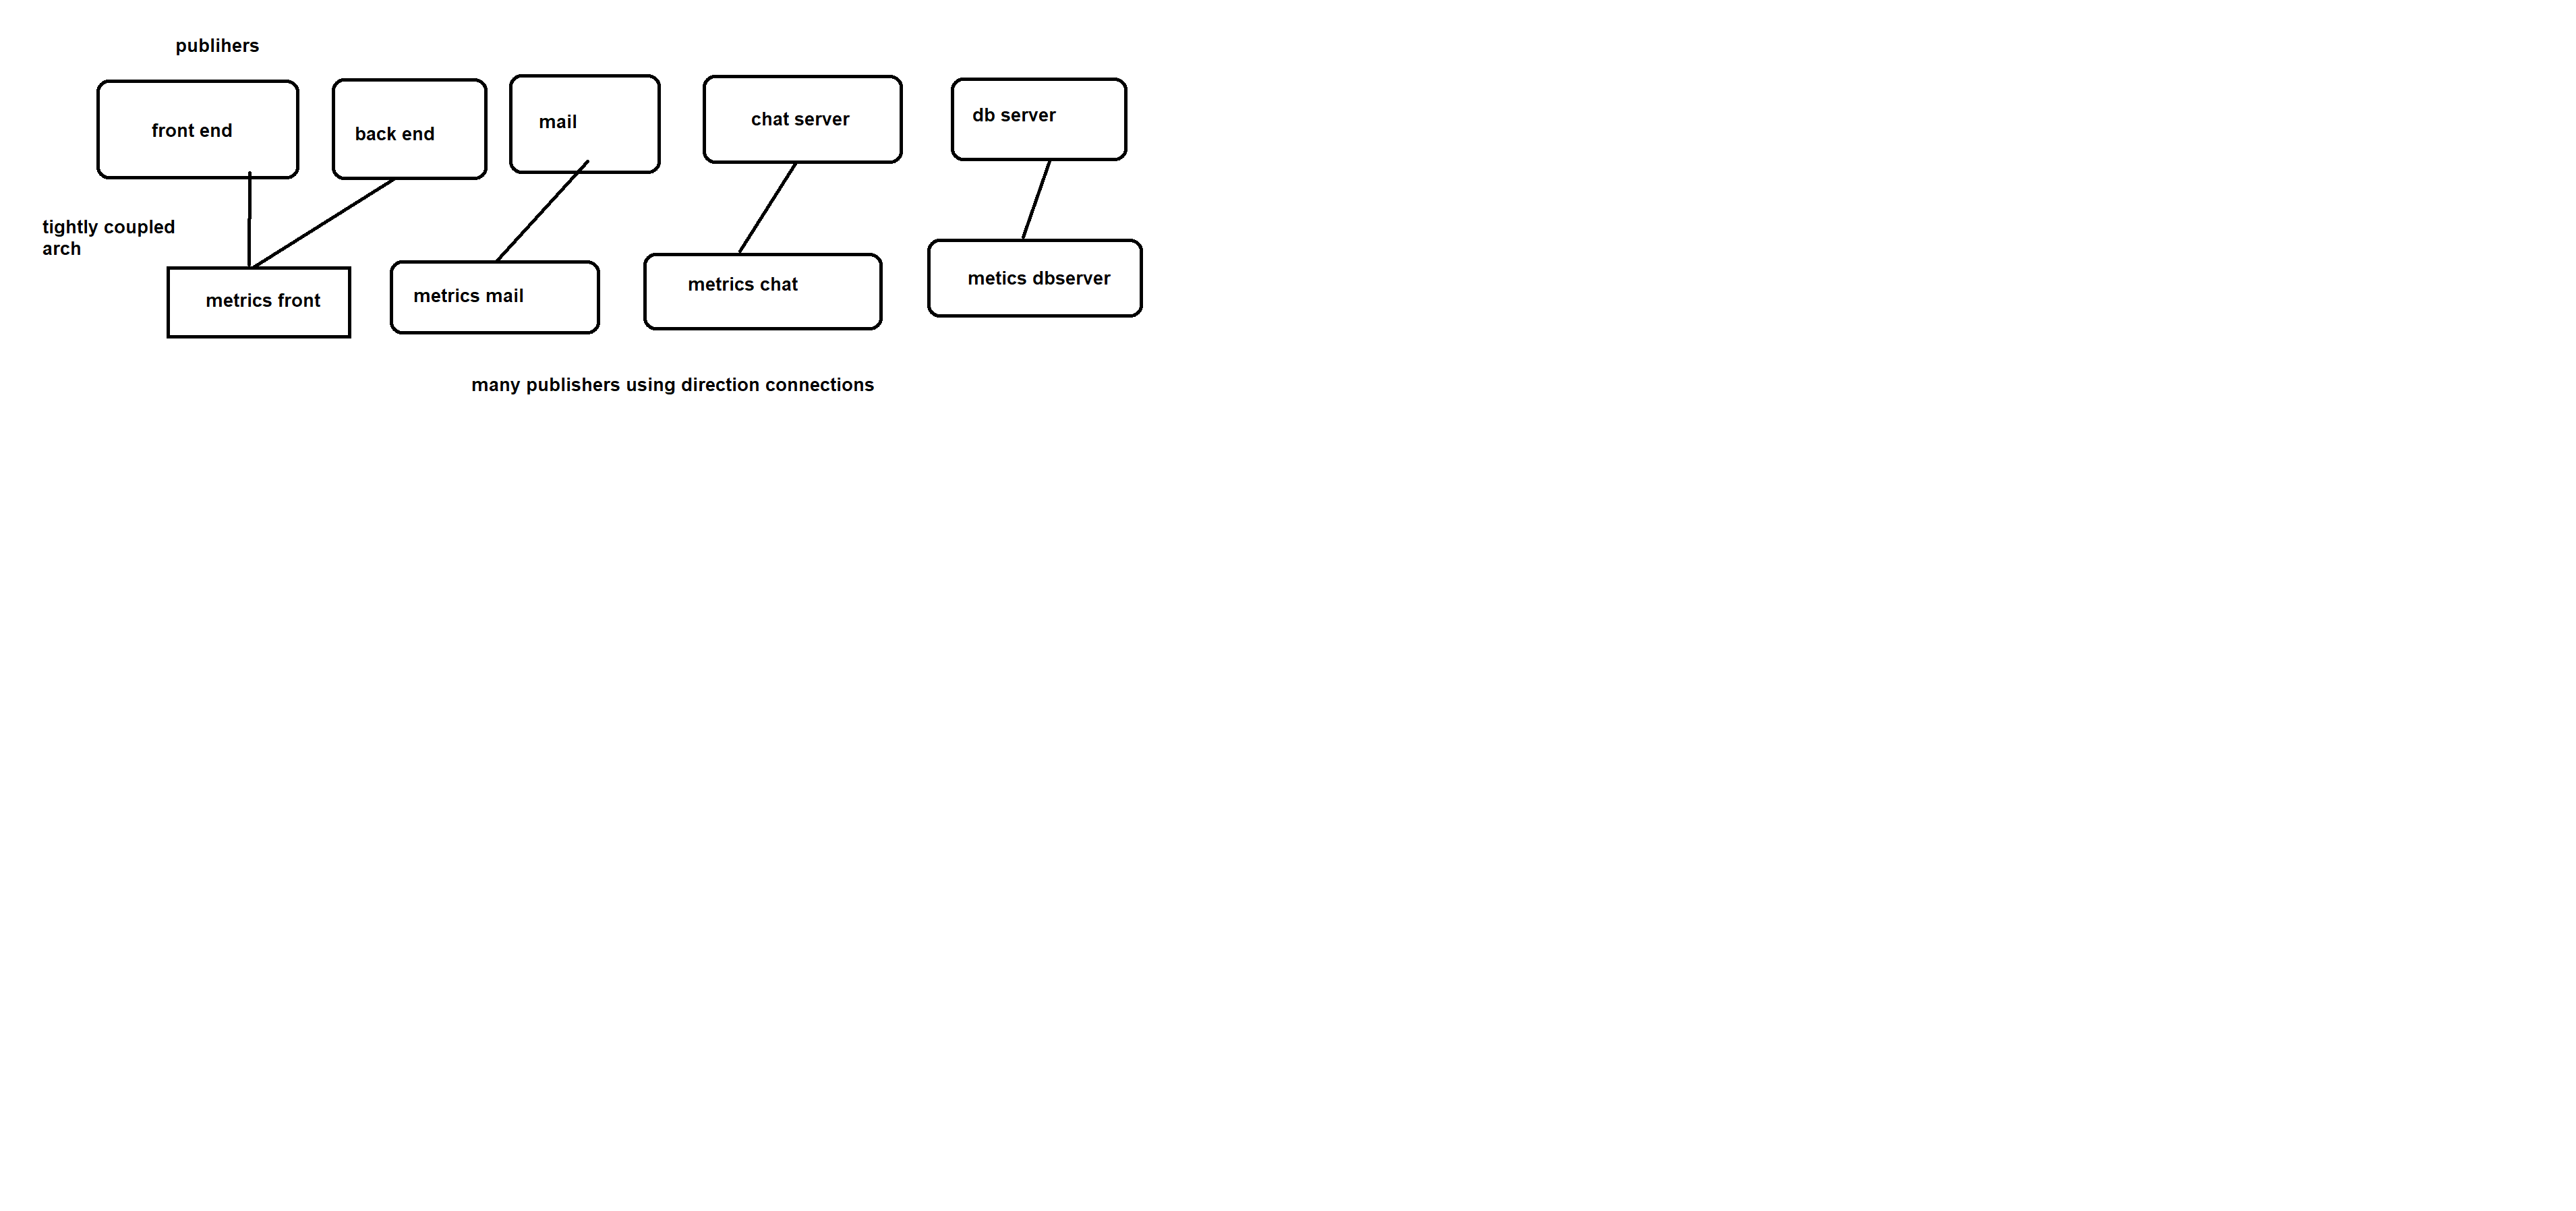 publihers
front end
back end
mail
chat server
db server
tightly coupled
arch
metrics front
metrics mail
metrics chat
metics dbserver
many publishers using direction connections